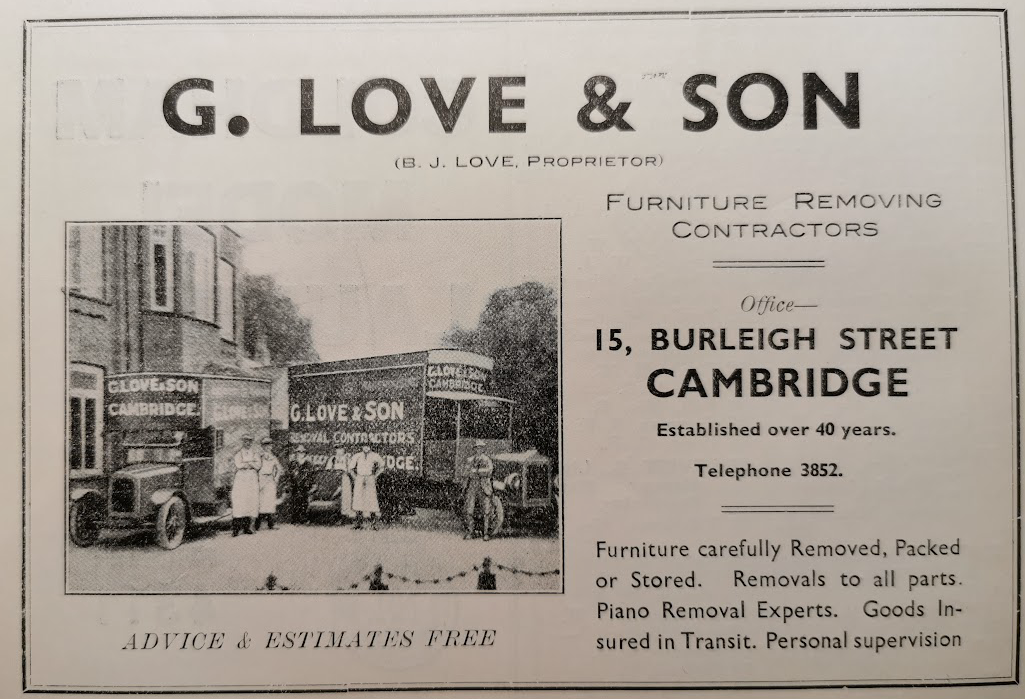 G. LOVE & SON
(B. J. LOVE, PROPRIETOR)
FURNITURE REMOVING
CONTRACTORS
Office—
15, BURLEIGH STREET
CAMBRIDGE
Established over 40 years.
Telephone 3852.
Furniture carefully Removed, Packed
or Stored. Removals to all parts.
Piano Removal Experts. Goods In-
sured in Transit. Personal supervision
G. LOVE & SON
CAMBRIDGE
G. LOVE & SON
G. LOVE & SON
REMOVAL CONTRACTORS
G. LOVE & SON
CAMBRIDGE
ADVICE & ESTIMATES FREE